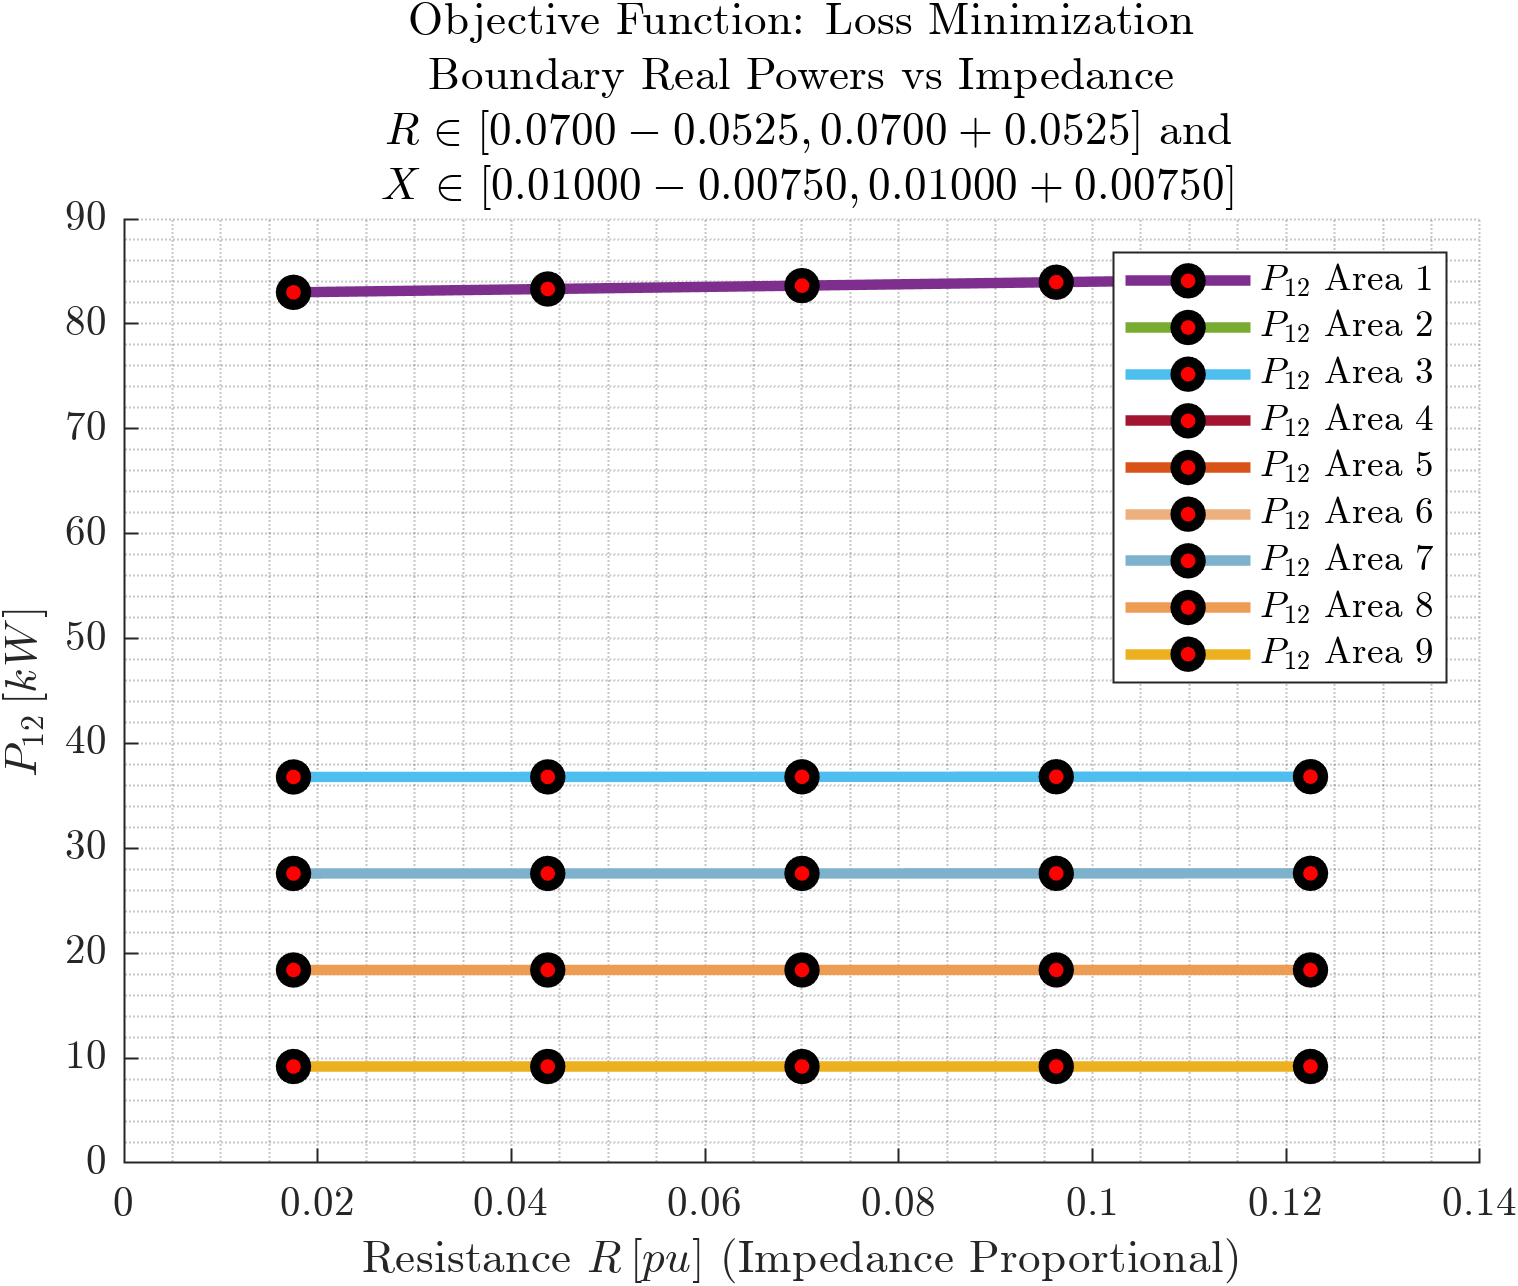 Objective Function: Loss Minimization
Boundary Real Powers vs Impedance
R ∈ [0.0700 − 0.0525, 0.0700 + 0.0525] and
X ∈ [0.01000 − 0.00750, 0.01000 + 0.00750]
90
80
70
60
50
40
30
20
10
0
P₁₂ [kW]
P₁₂ Area 1
P₁₂ Area 2
P₁₂ Area 3
P₁₂ Area 4
P₁₂ Area 5
P₁₂ Area 6
P₁₂ Area 7
P₁₂ Area 8
P₁₂ Area 9
0 0.02 0.04 0.06 0.08 0.1 0.12 0.14
Resistance R [pu] (Impedance Proportional)